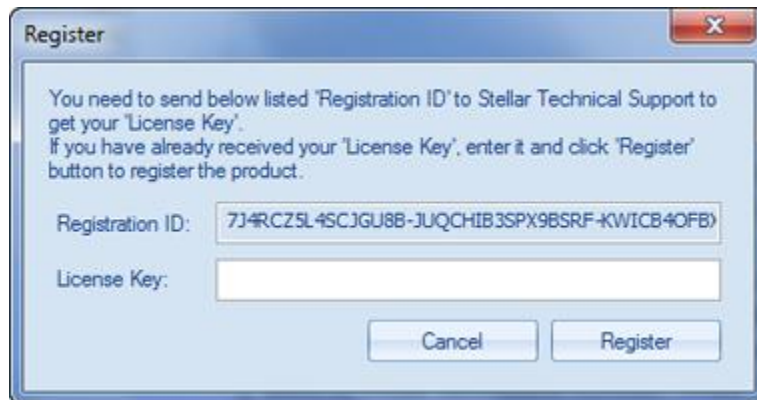 Register
You need to send below listed 'Registration ID' to Stellar Technical Support to
get your 'License Key'.
If you have already received your 'License Key', enter it and click 'Register'
button to register the product.
Registration ID: 7J4RCZ5L4SCJGU8B-JUQCHIB3SPX9BSRF-KWICB4OFB
License Key:
Cancel Register